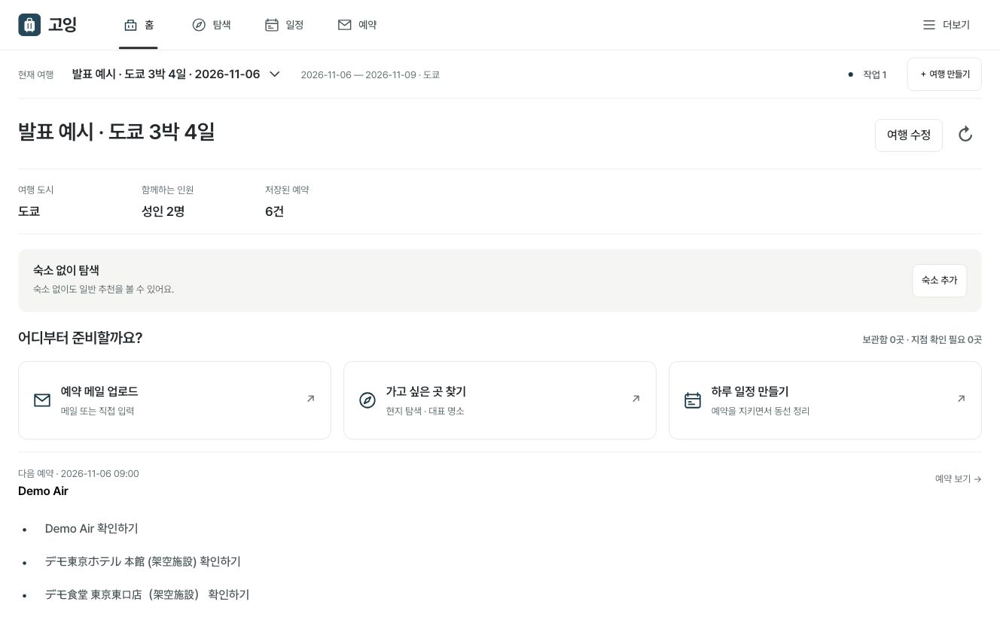 고잉
홈
탐색
일정
예약
더보기
현재 여행
발표 예시 · 도쿄 3박 4일 · 2026-11-06
2026-11-06 — 2026-11-09 · 도쿄
작업 1
+ 여행 만들기
발표 예시 · 도쿄 3박 4일
여행 수정
여행 도시
도쿄
함께하는 인원
성인 2명
저장된 예약
6건
숙소 없이 탐색
숙소 없이도 일반 추천을 볼 수 있어요.
숙소 추가
어디부터 준비할까요?
보관함 0곳 · 지점 확인 필요 0곳
예약 메일 업로드
메일 또는 직접 입력
가고 싶은 곳 찾기
현지 탐색 · 대표 명소
하루 일정 만들기
예약을 지키면서 동선 정리
다음 예약 · 2026-11-06 09:00
Demo Air
예약 보기 →
• Demo Air 확인하기
• デモ東京ホテル 本館 (架空施設) 확인하기
• デモ食堂 東京東口店（架空施設） 확인하기